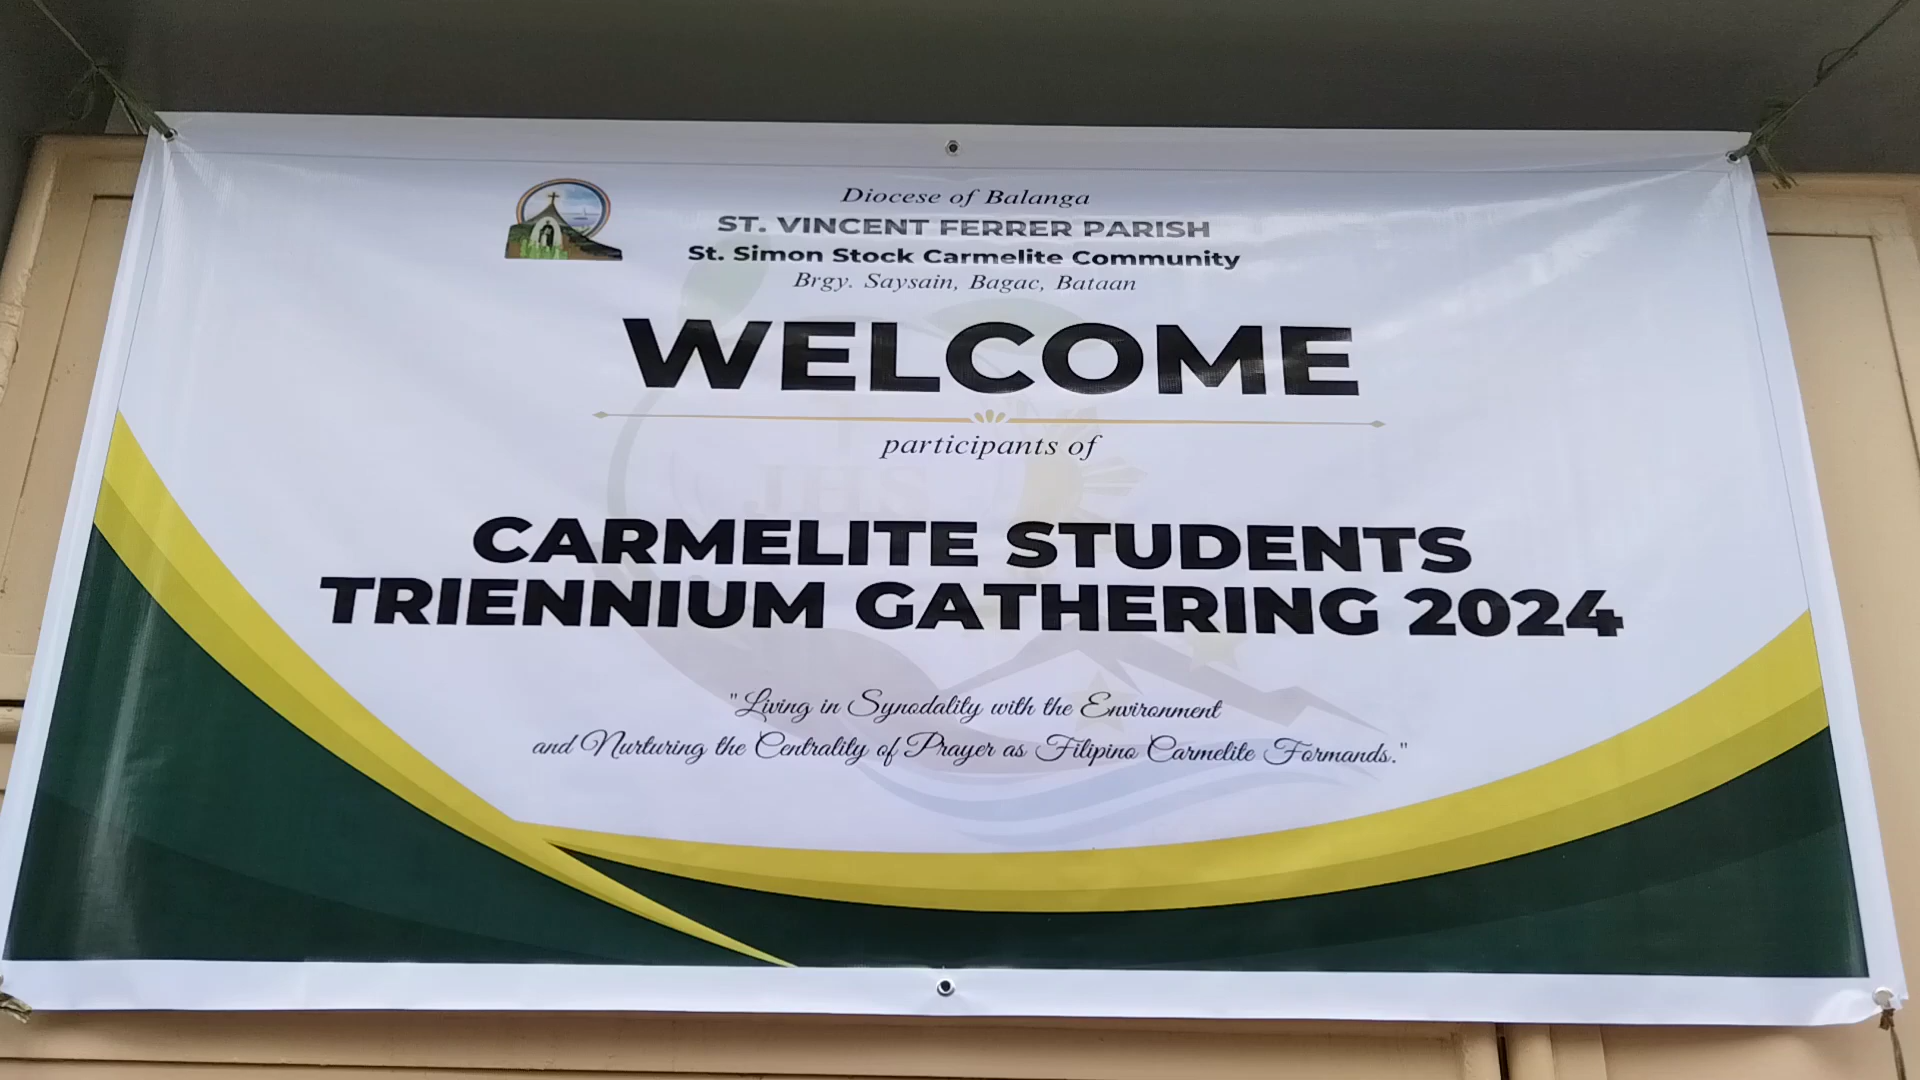 Diocese of Balanga
ST. VINCENT FERRER PARISH
St. Simon Stock Carmelite Community
Brgy. Saysain, Bagac, Bataan
WELCOME
participants of
JHS
CARMELITE STUDENTS
TRIENNIUM GATHERING 2024
"Living in Synodality with the Environment
and Nurturing the Centrality of Prayer as Filipino Carmelite Formands."